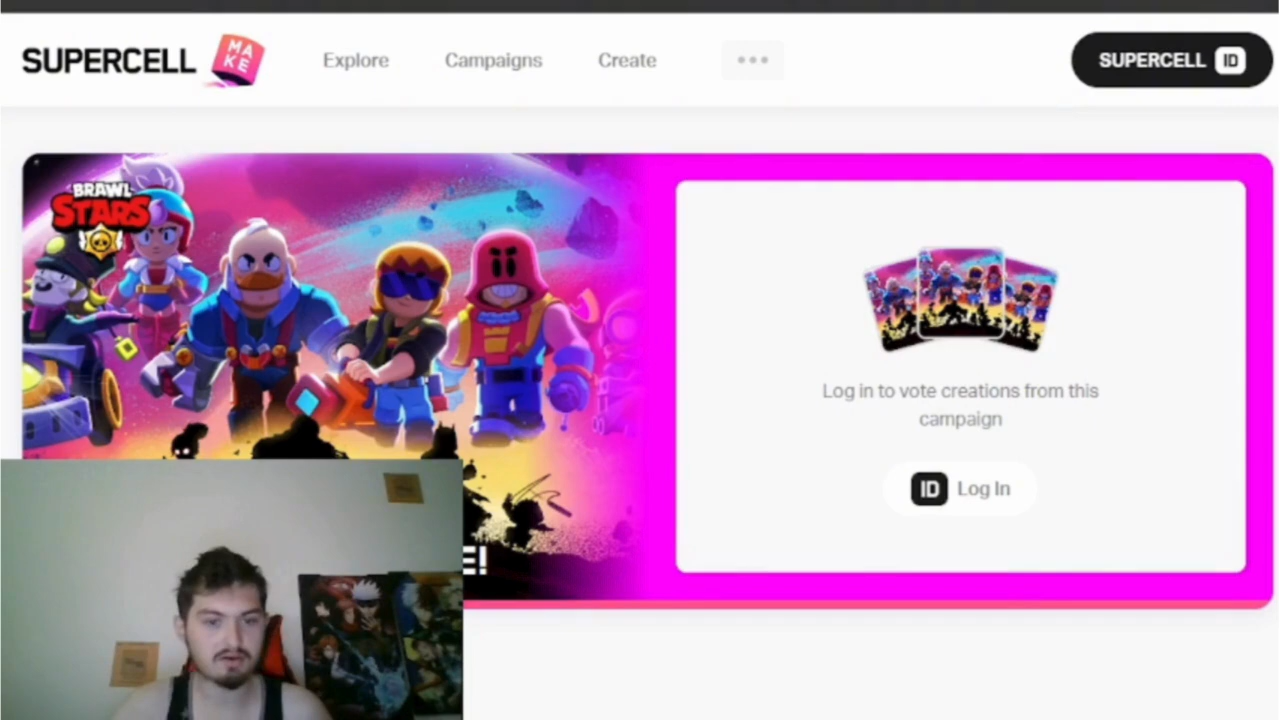 SUPERCELL
MAKE
Explore
Campaigns
Create
SUPERCELL ID
BRAWL
STARS
Log in to vote creations from this
campaign
ID Log In
E!